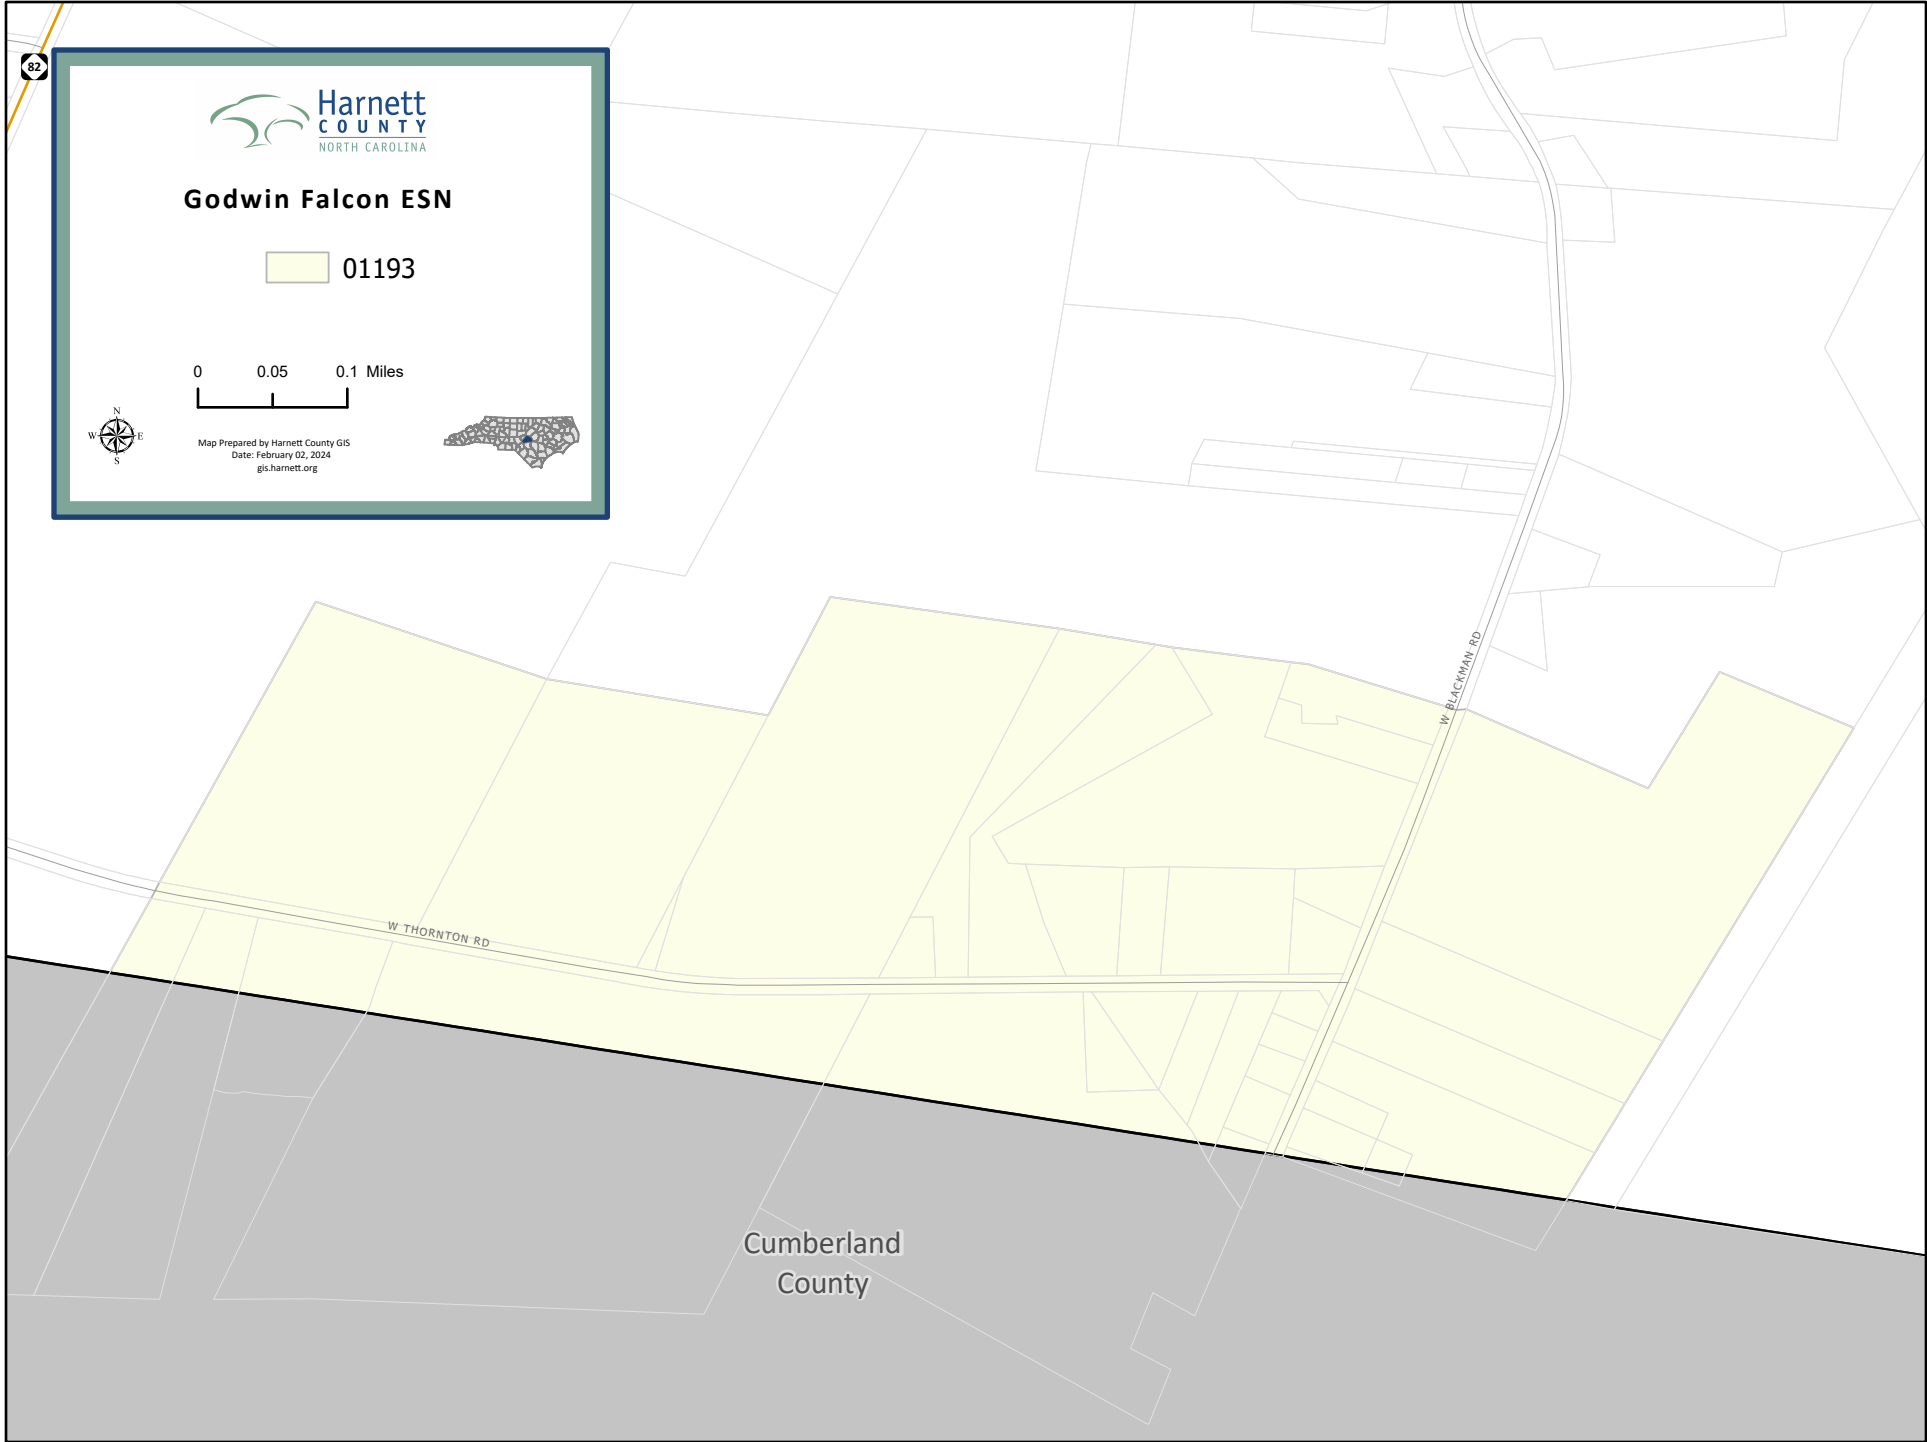 82
Harnett
COUNTY
NORTH CAROLINA
Godwin Falcon ESN
01193
0 0.05 0.1 Miles
N
W E
S
Map Prepared by Harnett County GIS
Date: February 02, 2024
gis.harnett.org
W BLACKMAN RD
W THORNTON RD
Cumberland
County